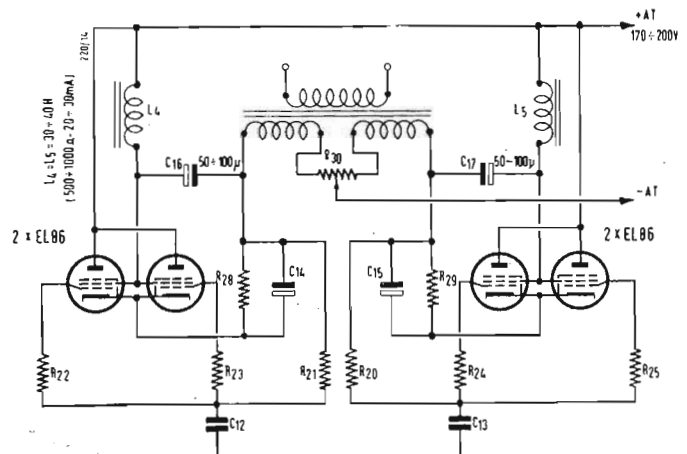 +AT
170÷200V
220/14
L4
L5
L4=L5=30÷40H
(500÷1000Ω-20÷30mA)
C16
50÷100µ
R30
C17
50-100µ
-AT
2 x EL86
2 x EL86
R28
C14
C15
R29
R22
R23
R21
R20
R24
R25
C12
C13